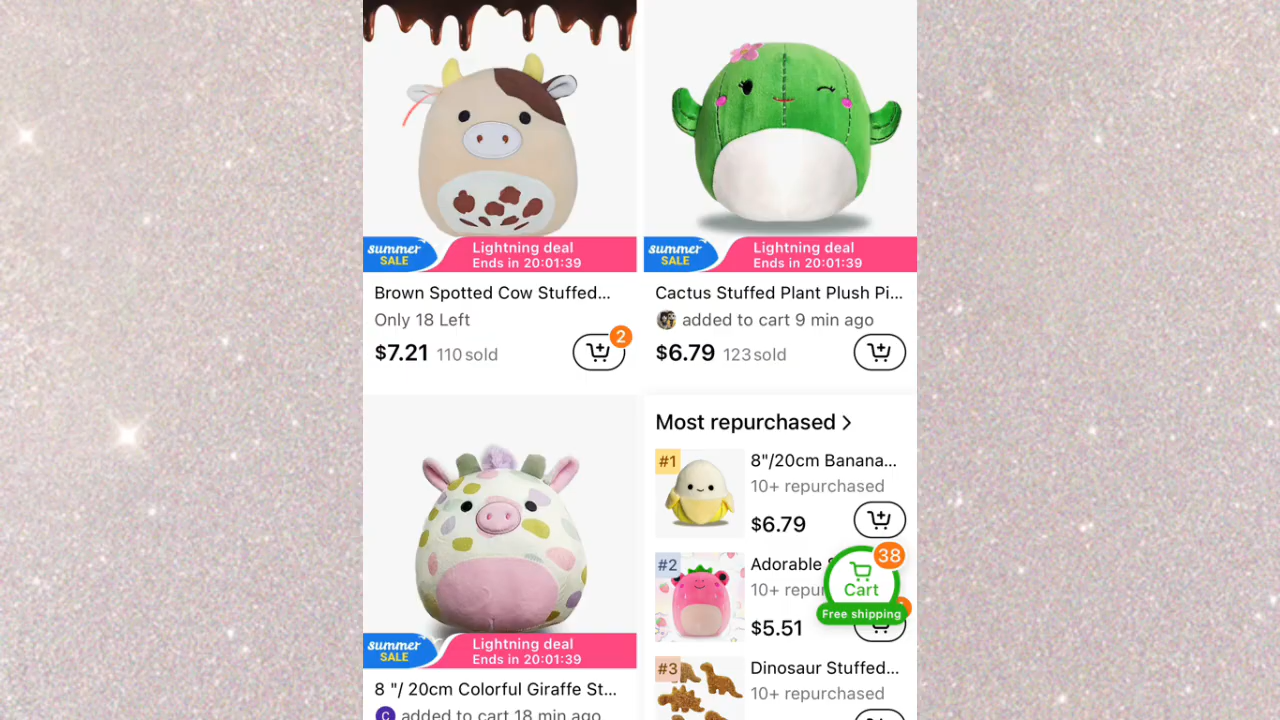 summer
SALE
Lightning deal
Ends in 20:01:39
Brown Spotted Cow Stuffed...
Only 18 Left
$7.21 110 sold
2
summer
SALE
Lightning deal
Ends in 20:01:39
Cactus Stuffed Plant Plush Pi...
added to cart 9 min ago
$6.79 123 sold
summer
SALE
Lightning deal
Ends in 20:01:39
8 "/ 20cm Colorful Giraffe St...
C added to cart 18 min ago
Most repurchased >
#1
8"/20cm Banana...
10+ repurchased
$6.79
#2
Adorable
10+ repu
$5.51
38
Cart
Free shipping
#3
Dinosaur Stuffed...
10+ repurchased